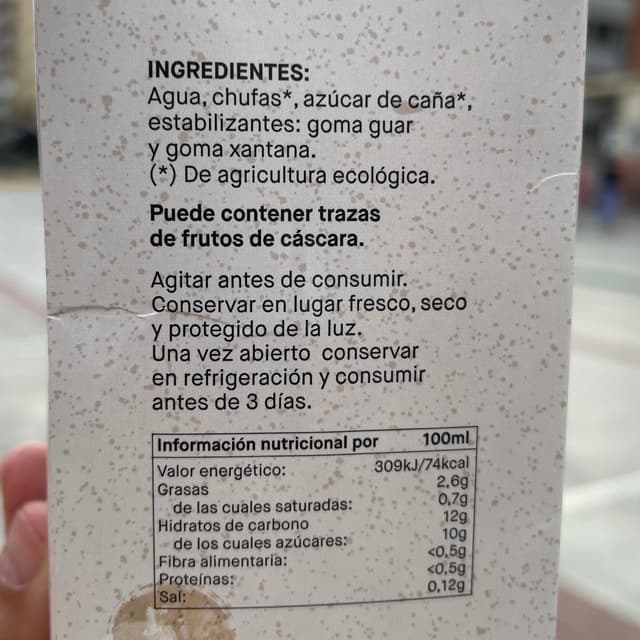 INGREDIENTES:
Agua, chufas*, azúcar de caña*,
estabilizantes: goma guar
y goma xantana.
(*) De agricultura ecológica.
Puede contener trazas
de frutos de cáscara.
Agitar antes de consumir.
Conservar en lugar fresco, seco
y protegido de la luz.
Una vez abierto conservar
en refrigeración y consumir
antes de 3 días.
Información nutricional por 100ml
Valor energético: 309kJ/74kcal
Grasas 2,6g
de las cuales saturadas: 0,7g
Hidratos de carbono 12g
de los cuales azúcares: 10g
Fibra alimentaria: <0,5g
Proteínas: <0,5g
Sal: 0,12g